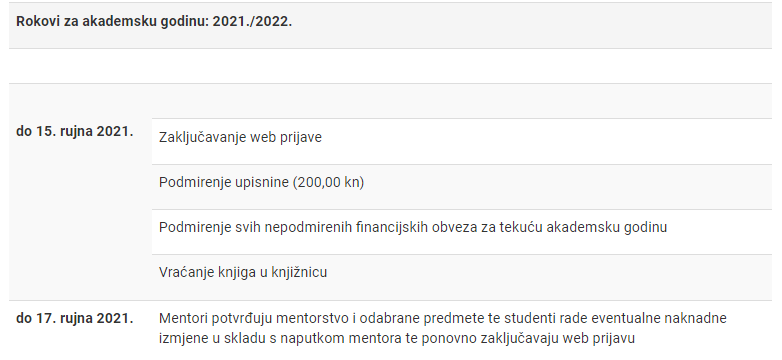 Rokovi za akademsku godinu: 2021./2022.
do 15. rujna 2021.
Zaključavanje web prijave
Podmirenje upisnine (200,00 kn)
Podmirenje svih nepodmirenih financijskih obveza za tekuću akademsku godinu
Vraćanje knjiga u knjižnicu
do 17. rujna 2021.
Mentori potvrđuju mentorstvo i odabrane predmete te studenti rade eventualne naknadne
izmjene u skladu s naputkom mentora te ponovno zaključavaju web prijavu